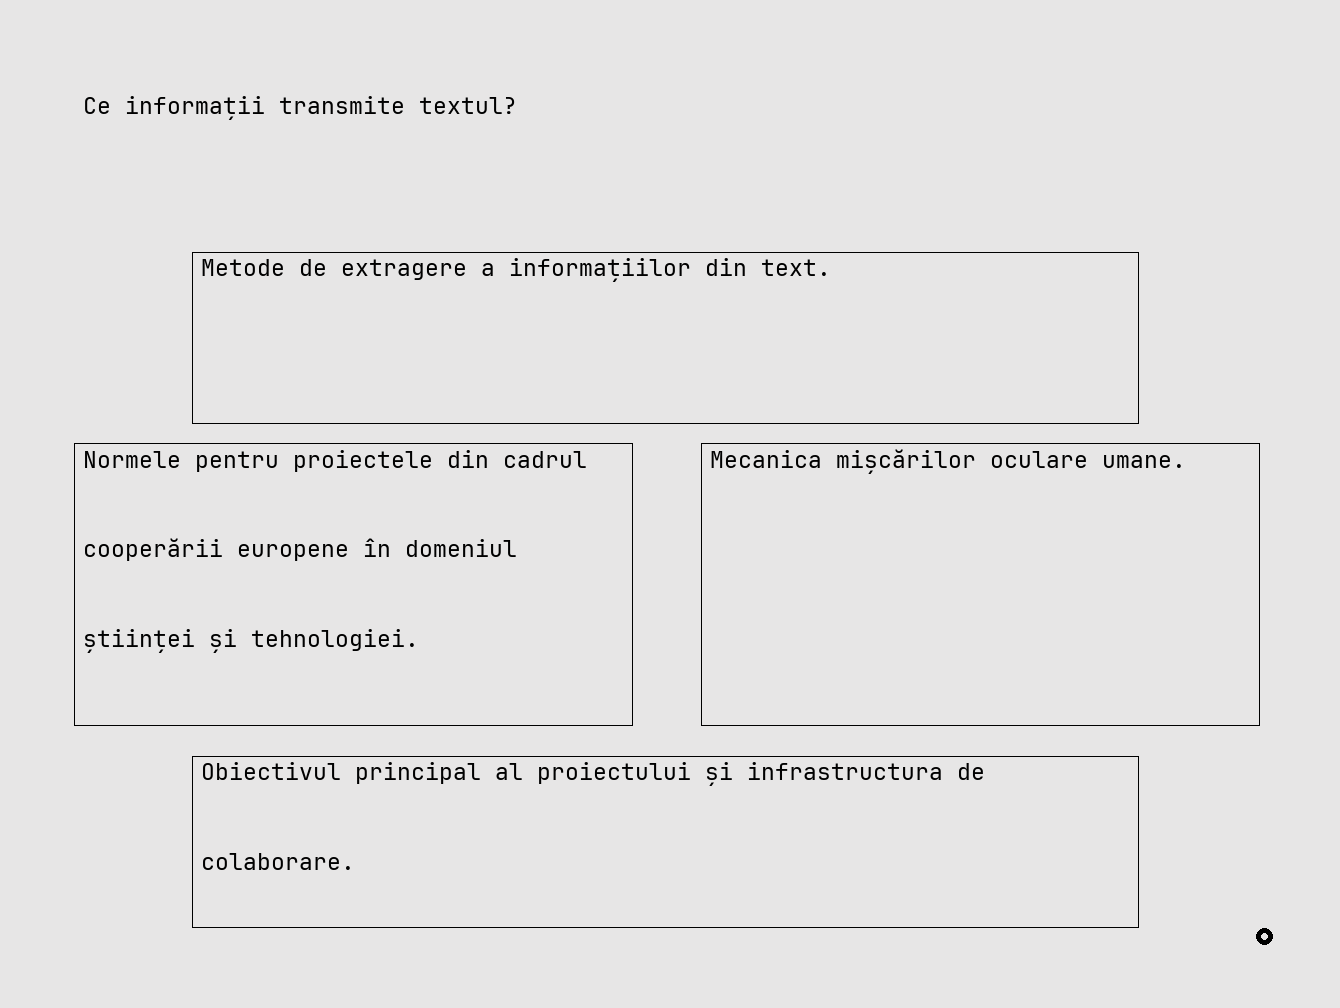 Ce informații transmite textul?
Metode de extragere a informațiilor din text.
Normele pentru proiectele din cadrul
cooperării europene în domeniul
științei și tehnologiei.
Mecanica mișcărilor oculare umane.
Obiectivul principal al proiectului și infrastructura de
colaborare.